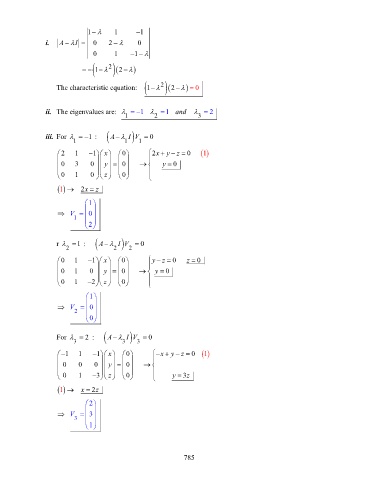 i. |A − λI| = | 1−λ 1 −1 |
| 0 2−λ 0 |
| 0 1 −1−λ |
= −(1−λ²)(2−λ)
The characteristic equation: (1−λ²)(2−λ) = 0
ii. The eigenvalues are: λ₁ = −1 λ₂ = 1 and λ₃ = 2
iii. For λ₁ = −1 : (A − λ₁I)V₁ = 0
(2 1 −1)(x) (0) {2x + y − z = 0 (1)
(0 3 0)(y) = (0) → { y = 0
(0 1 0)(z) (0) {
(1) → 2x = z
⇒ V₁ = (1)
(0)
(2)
t λ₂ = 1 : (A − λ₂I)V₂ = 0
(0 1 −1)(x) (0) {y − z = 0 z = 0
(0 1 0)(y) = (0) → {y = 0
(0 1 −2)(z) (0) {
⇒ V₂ = (1)
(0)
(0)
For λ₃ = 2 : (A − λ₃I)V₃ = 0
(−1 1 −1)(x) (0) {−x + y − z = 0 (1)
(0 0 0)(y) = (0) → {
(0 1 −3)(z) (0) { y = 3z
(1) → x = 2z
⇒ V₃ = (2)
(3)
(1)
785